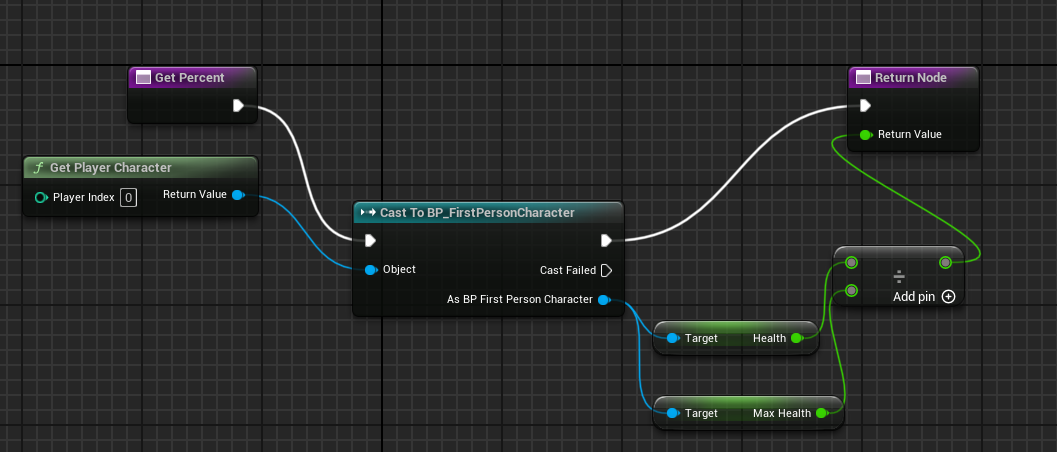 Get Percent
Return Node
Return Value
f Get Player Character
Player Index 0 Return Value
Cast To BP_FirstPersonCharacter
Object
Cast Failed
As BP First Person Character
÷
Add pin
Target Health
Target Max Health